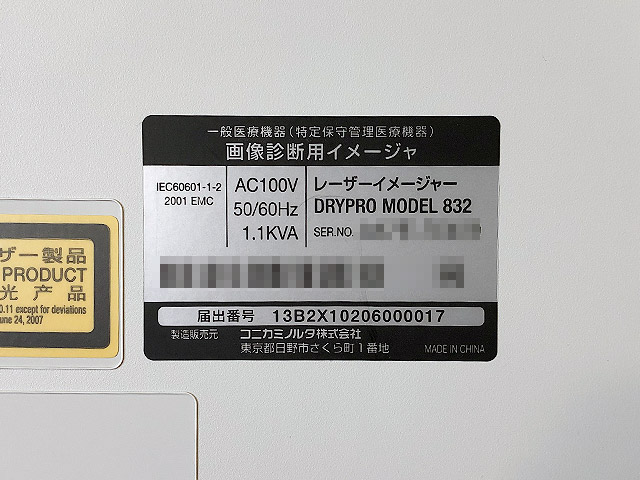 一般医療機器(特定保守管理医療機器)
画像診断用イメージャ
IEC60601-1-2
2001 EMC
AC100V
50/60Hz
1.1KVA
レーザーイメージャー
DRYPRO MODEL 832
SER.NO.
届出番号 13B2X10206000017
製造販売元 コニカミノルタ株式会社
東京都日野市さくら町1番地
MADE IN CHINA
ザー製品
PRODUCT
光产品
0.11 except for deviations
une 24, 2007